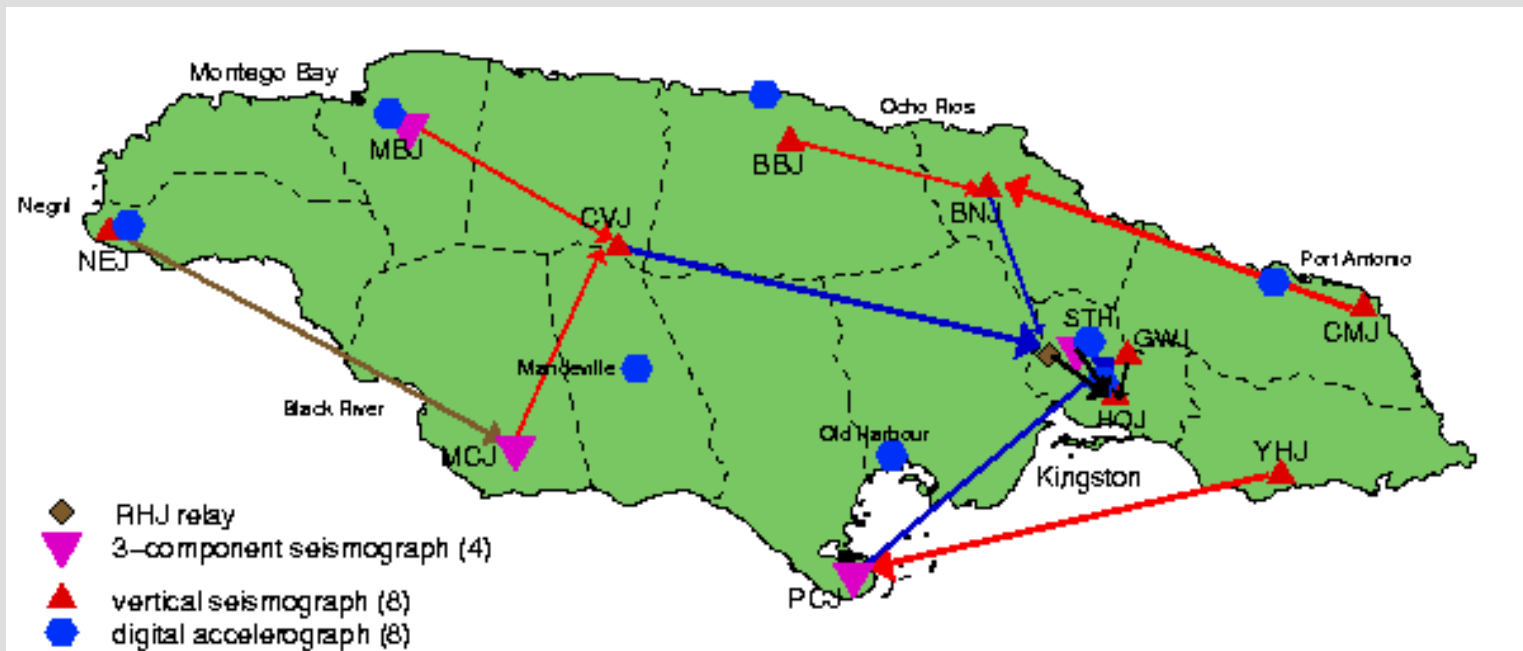 Montego Bay
Ocho Rios
MBJ
BBJ
Negril
CVJ
BNJ
NEJ
Port Antonio
STH
GWJ
CMJ
Mandeville
Black River
HOJ
Old Harbour
MCJ
YHJ
Kingston
RHJ relay
3-component seismograph (4)
PCJ
vertical seismograph (8)
digital accelerograph (8)